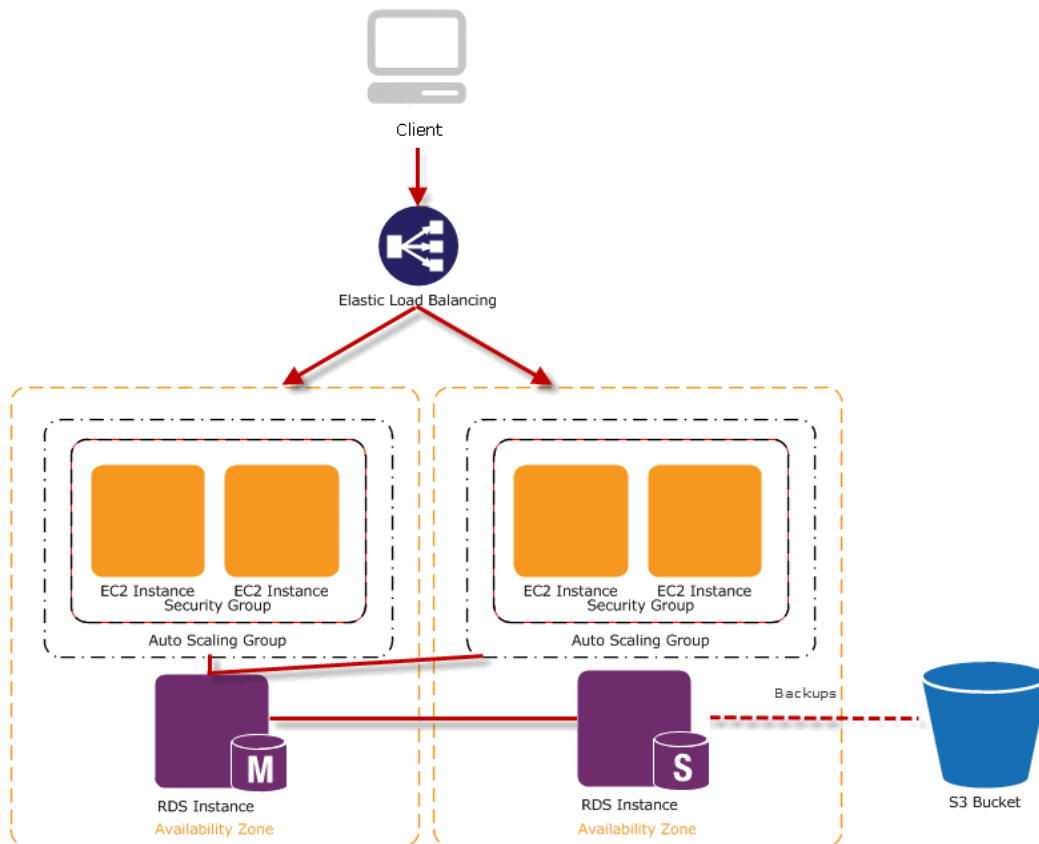 Client
Elastic Load Balancing
EC2 Instance EC2 Instance
Security Group
Auto Scaling Group
EC2 Instance EC2 Instance
Security Group
Auto Scaling Group
M
RDS Instance
Availability Zone
S
RDS Instance
Availability Zone
Backups
S3 Bucket